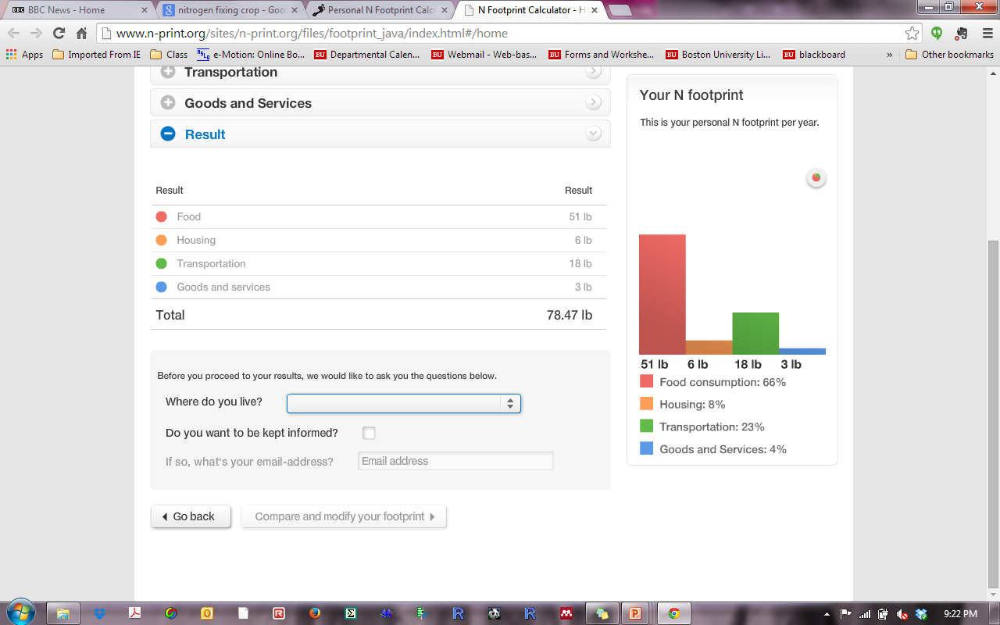 BBC News - Home
nitrogen fixing crop - Goo
Personal N Footprint Calc
N Footprint Calculator - H
www.n-print.org/sites/n-print.org/files/footprint_java/index.html#/home
Apps Imported From IE Class e-Motion: Online Bo... Departmental Calen... Webmail - Web-bas... Forms and Workshe... Boston University Li... blackboard » Other bookmarks
Transportation
Goods and Services
Result
Result Result
Food 51 lb
Housing 6 lb
Transportation 18 lb
Goods and services 3 lb
Total 78.47 lb
Before you proceed to your results, we would like to ask you the questions below.
Where do you live?
Do you want to be kept informed?
If so, what's your email-address? Email address
Go back Compare and modify your footprint
Your N footprint
This is your personal N footprint per year.
51 lb 6 lb 18 lb 3 lb
Food consumption: 66%
Housing: 8%
Transportation: 23%
Goods and Services: 4%
9:22 PM